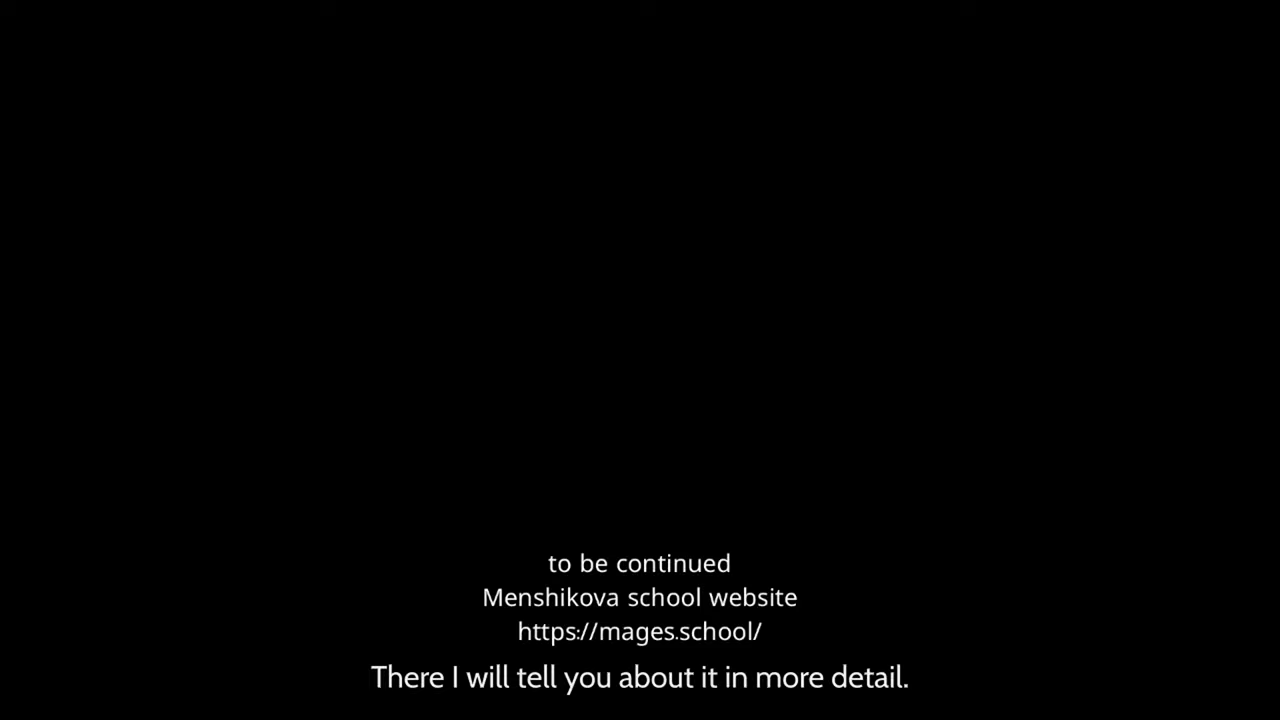 to be continued
Menshikova school website
https://mages.school/
There I will tell you about it in more detail.